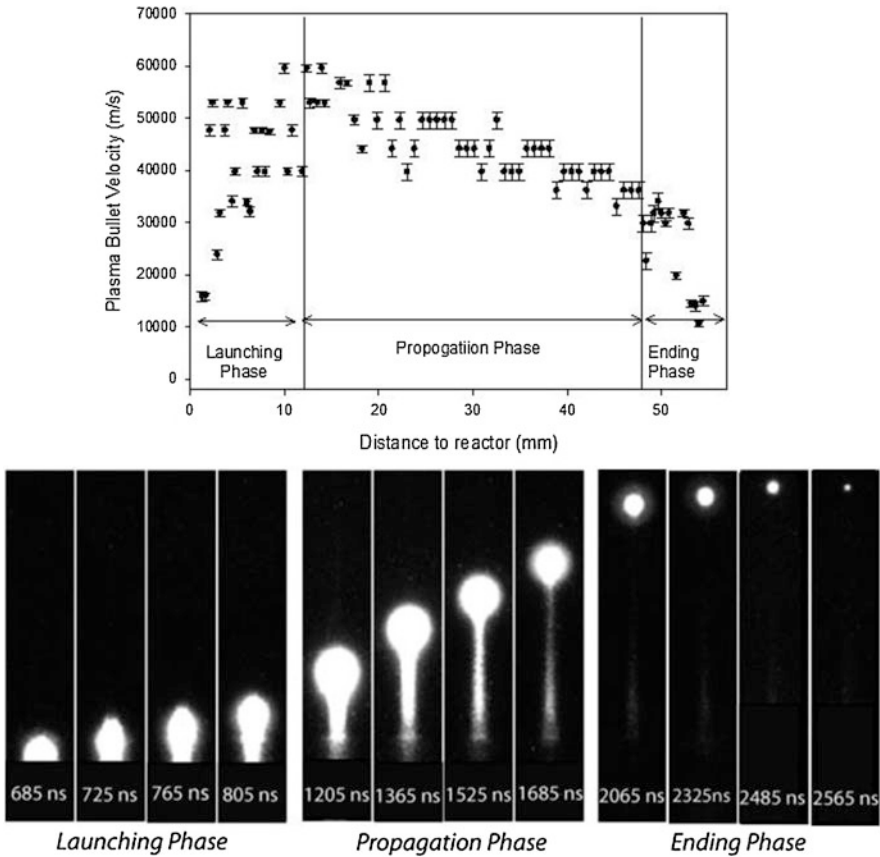 70000
60000
50000
40000
30000
20000
10000
0
Plasma Bullet Velocity (m/s)
Launching
Phase
Propogatiion Phase
Ending
Phase
0 10 20 30 40 50
Distance to reactor (mm)
685 ns 725 ns 765 ns 805 ns 1205 ns 1365 ns 1525 ns 1685 ns 2065 ns 2325ns 2485 ns 2565 ns
Launching Phase Propagation Phase Ending Phase